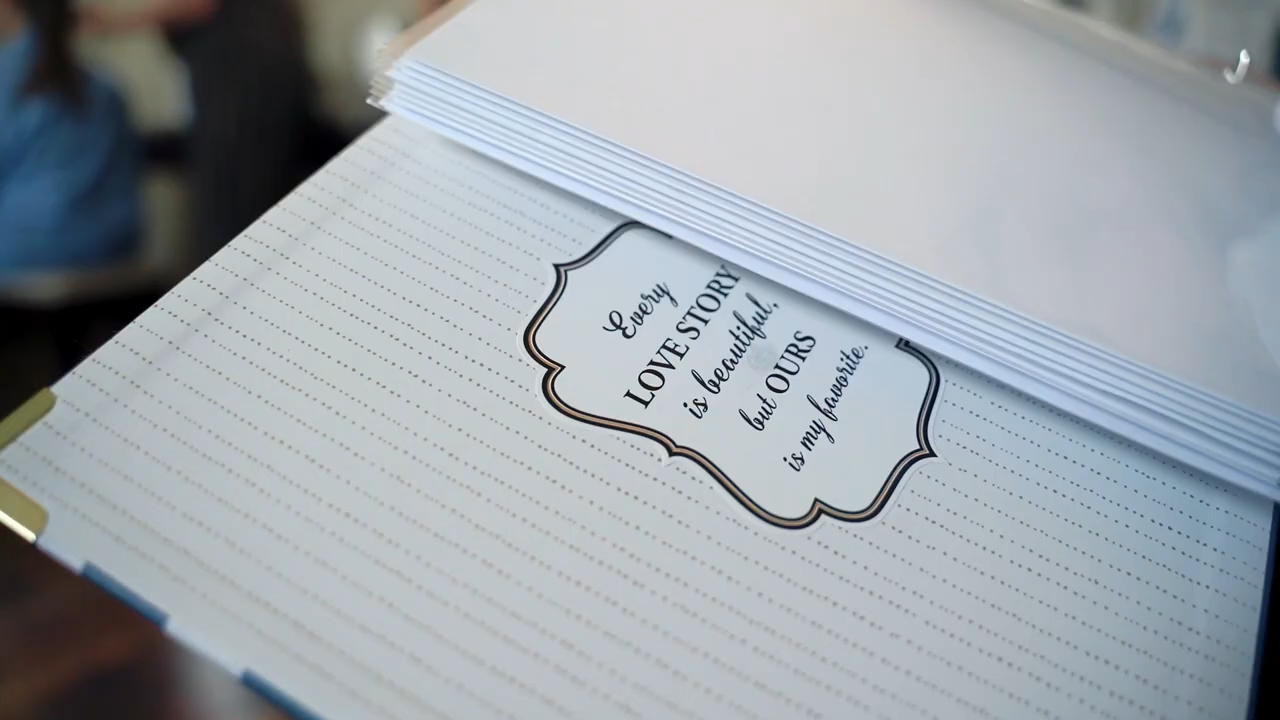 Every
LOVE STORY
is beautiful,
but OURS
is my favorite.